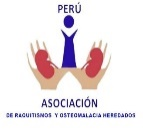 PERÚ
ASOCIACIÓN
DE RAQUITISMOS Y OSTEOMALACIA HEREDADOS